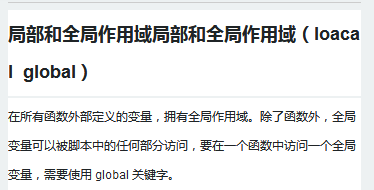 局部和全局作用域局部和全局作用域（loaca
l  global）
在所有函数外部定义的变量，拥有全局作用域。除了函数外，全局
变量可以被脚本中的任何部分访问，要在一个函数中访问一个全局
变量，需要使用 global 关键字。